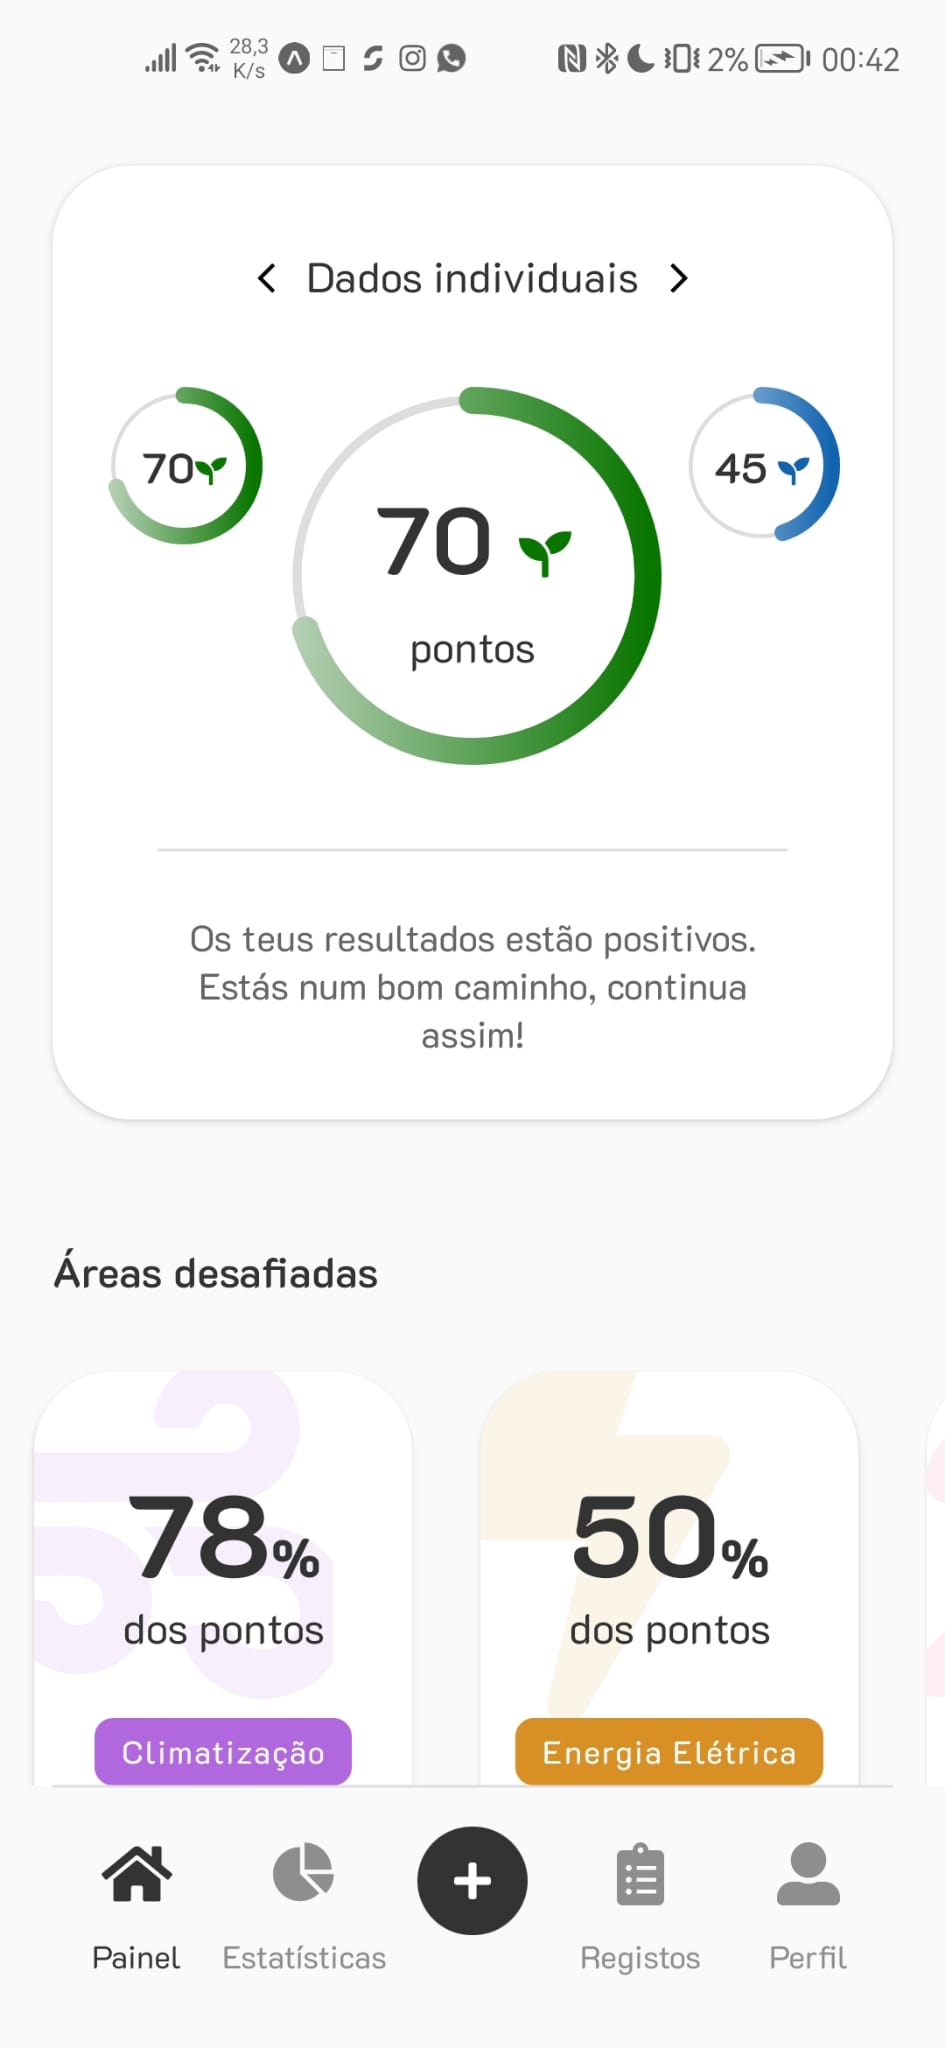 28,3
K/s
2%
00:42
Dados individuais
70
70
45
pontos
Os teus resultados estão positivos.
Estás num bom caminho, continua
assim!
Áreas desafiadas
78%
50%
dos pontos
dos pontos
Climatização
Energia Elétrica
Painel
Estatísticas
Registos
Perfil